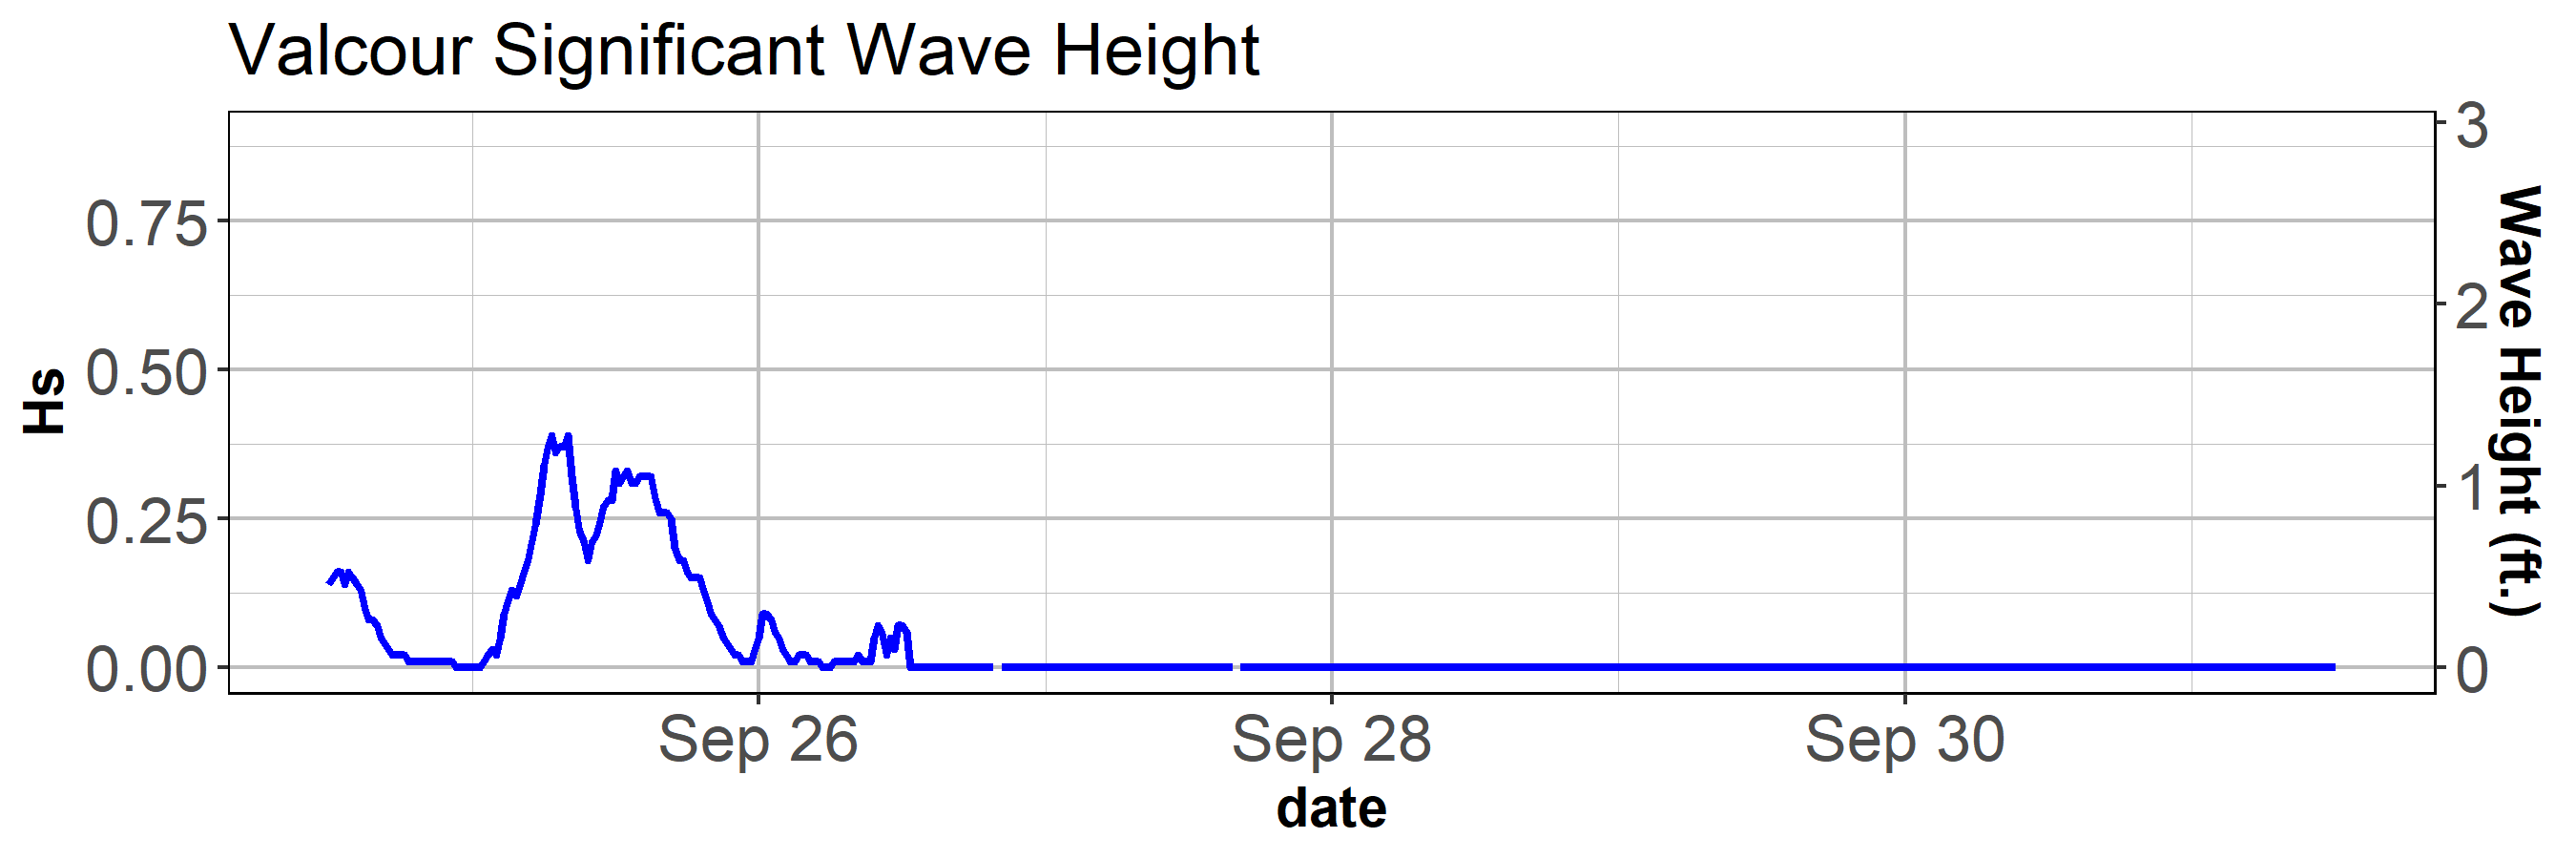 Valcour Significant Wave Height
Hs
0.75
0.50
0.25
0.00
3
2
1
0
Wave Height (ft.)
Sep 26
Sep 28
Sep 30
date